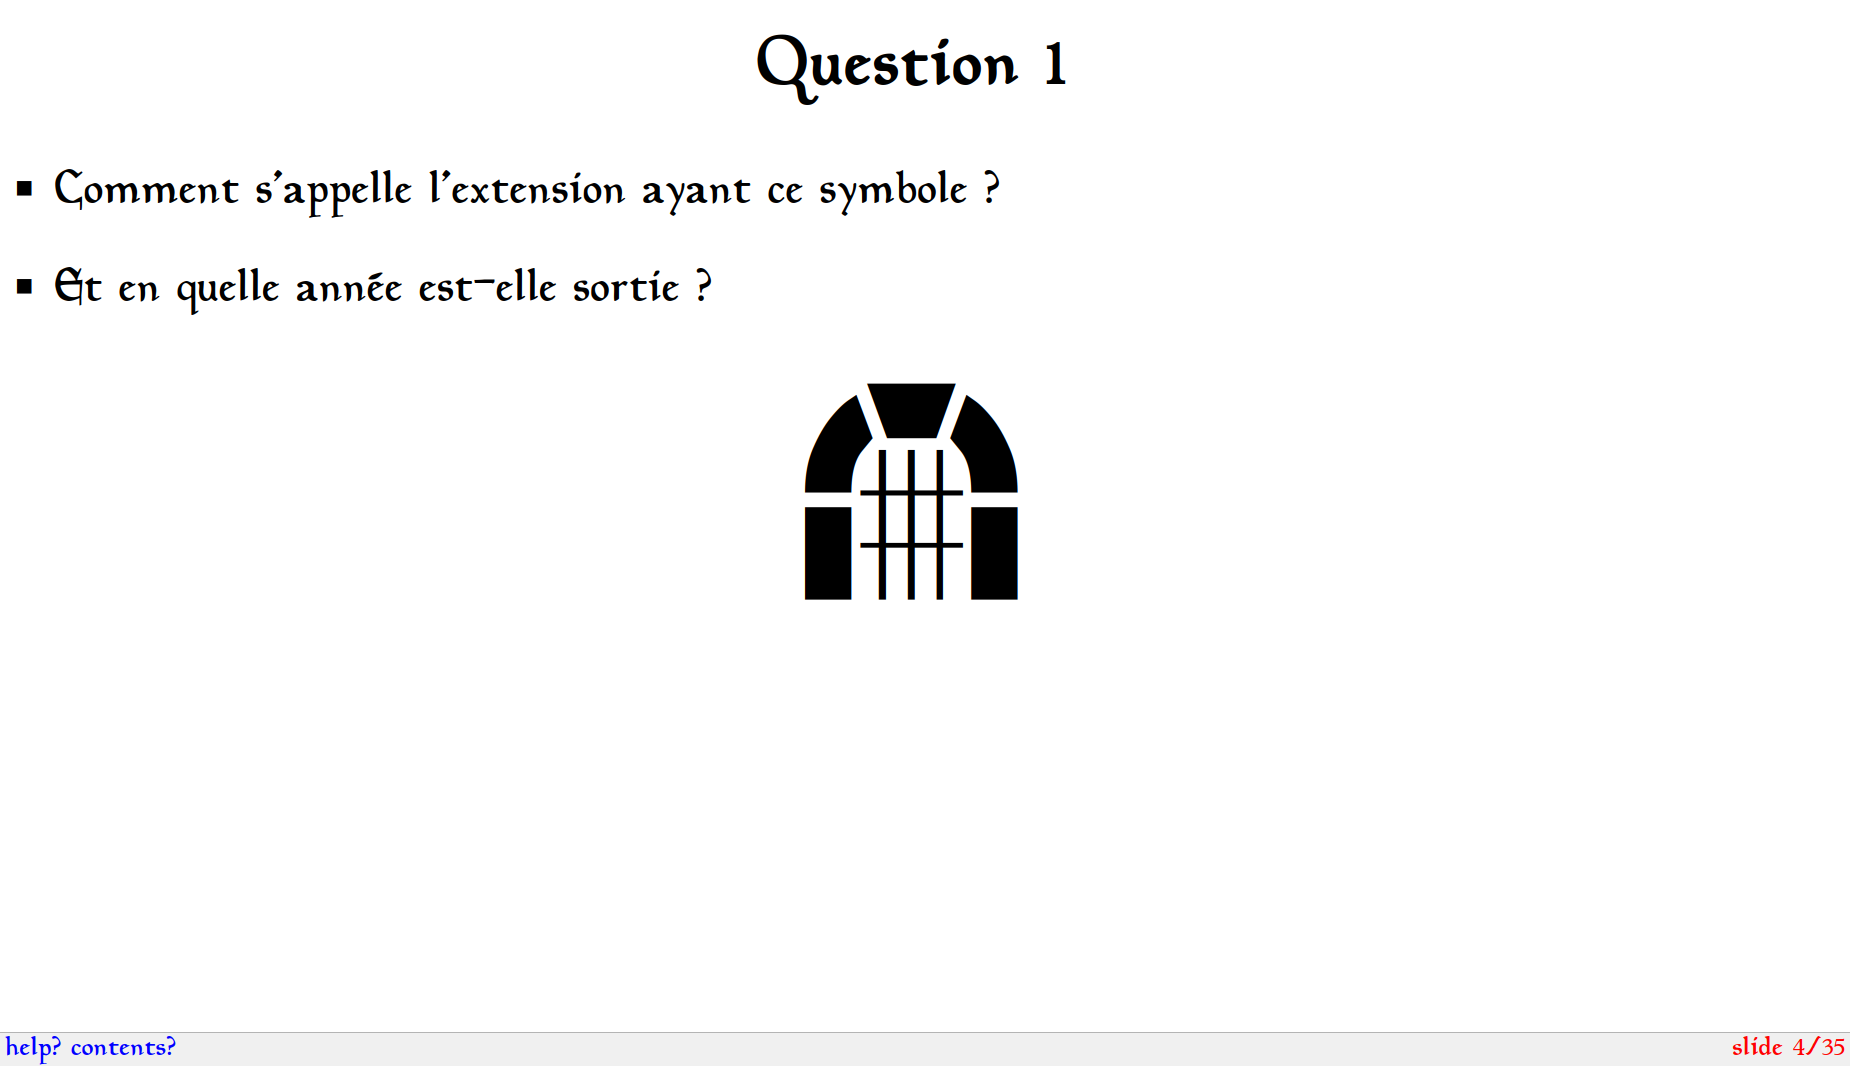 Question 1
Comment s'appelle l'extension ayant ce symbole ?
Et en quelle année est-elle sortie ?
help? contents?
slide 4/35